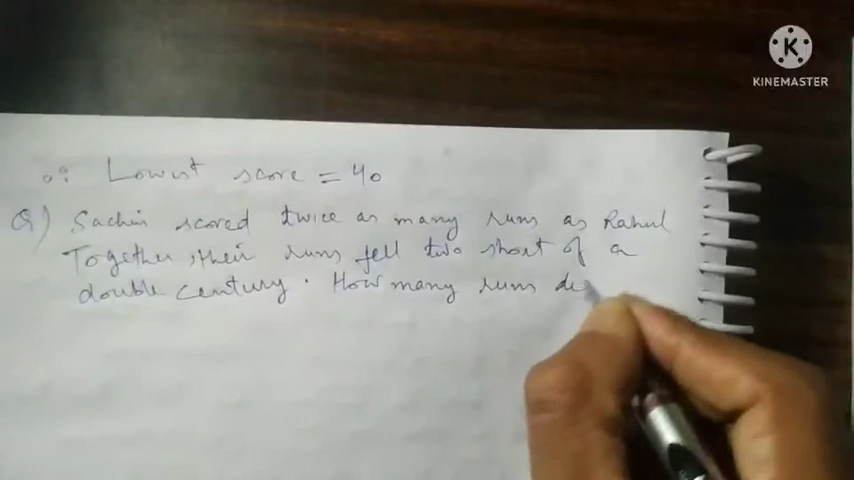 ∴ Lowest score = 40
Q) Sachin scored twice as many runs as Rahul
Together, their runs fell two short of a
double century. How many runs di
KINEMASTER